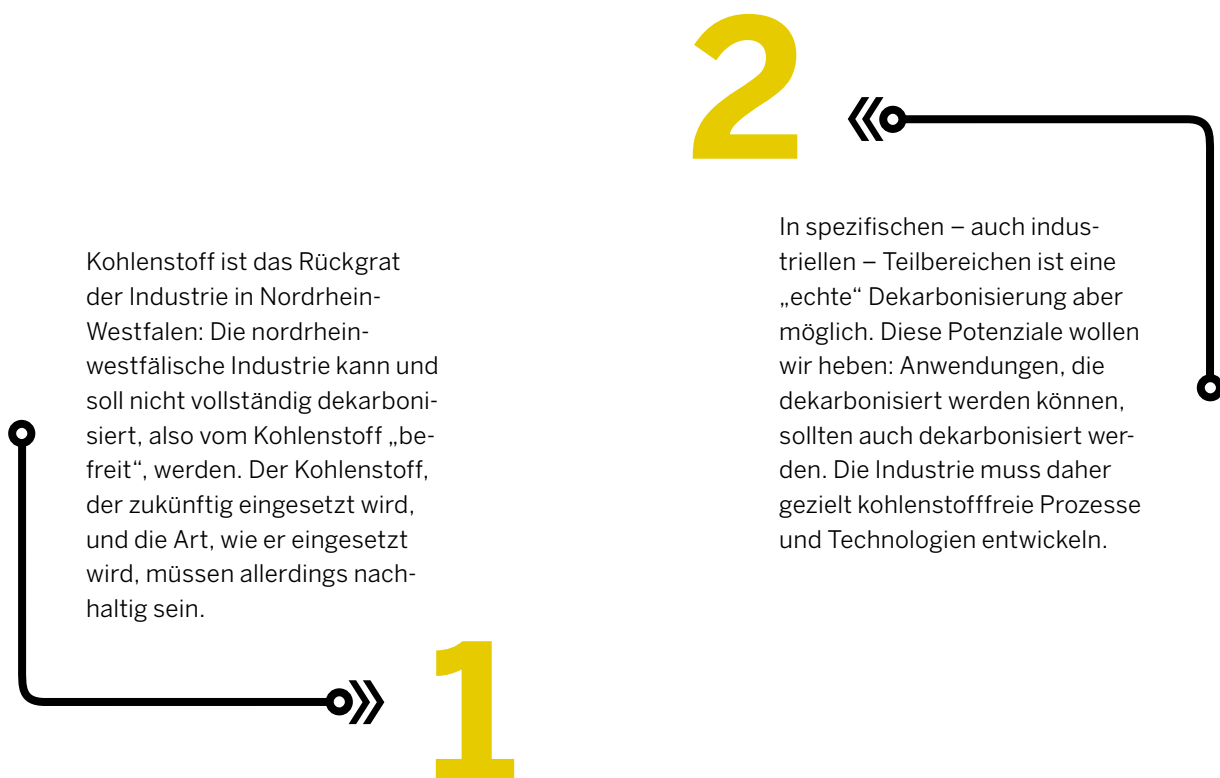 Kohlenstoff ist das Rückgrat
der Industrie in Nordrhein-
Westfalen: Die nordrhein-
westfälische Industrie kann und
soll nicht vollständig dekarboni-
siert, also vom Kohlenstoff „be-
freit“, werden. Der Kohlenstoff,
der zukünftig eingesetzt wird,
und die Art, wie er eingesetzt
wird, müssen allerdings nach-
haltig sein.
1
2
In spezifischen – auch indus-
triellen – Teilbereichen ist eine
„echte“ Dekarbonisierung aber
möglich. Diese Potenziale wollen
wir heben: Anwendungen, die
dekarbonisiert werden können,
sollten auch dekarbonisiert wer-
den. Die Industrie muss daher
gezielt kohlenstofffreie Prozesse
und Technologien entwickeln.